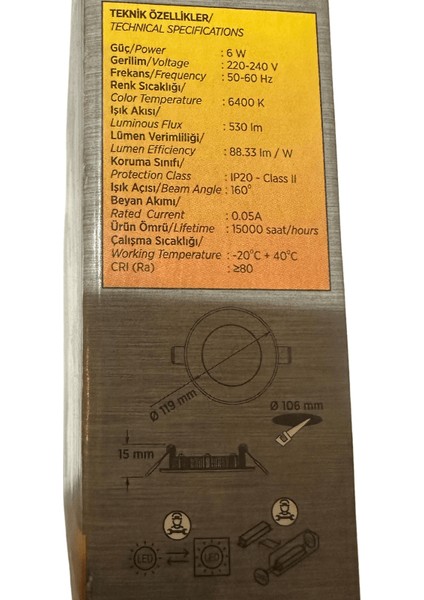 TEKNİK ÖZELLİKLER/
TECHNICAL SPECIFICATIONS
Güç/Power : 6 W
Gerilim/Voltage : 220-240 V
Frekans/Frequency : 50-60 Hz
Renk Sıcaklığı/
Color Temperature : 6400 K
Işık Akısı/
Luminous Flux : 530 lm
Lümen Verimliliği/
Lumen Efficiency : 88.33 lm / W
Koruma Sınıfı/
Protection Class : IP20 - Class II
Işık Açısı/Beam Angle : 160°
Beyan Akımı/
Rated Current : 0.05A
Ürün Ömrü/Lifetime : 15000 saat/hours
Çalışma Sıcaklığı/
Working Temperature : -20°C + 40°C
CRI (Ra) : ≥80
Ø 119 mm
Ø 106 mm
15 mm
LED
LED